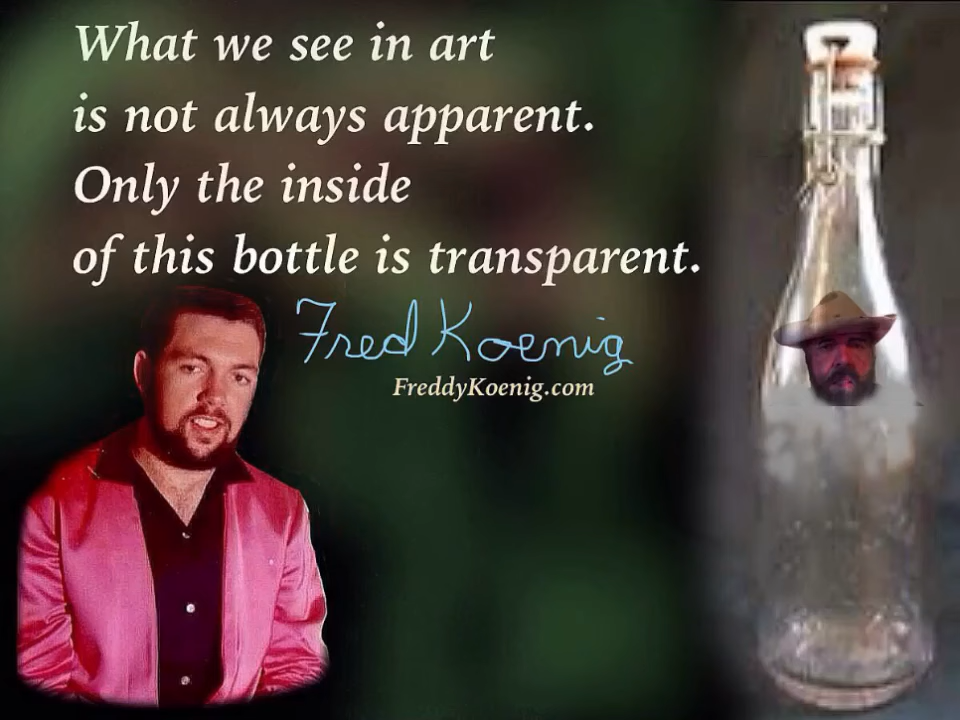 What we see in art
is not always apparent.
Only the inside
of this bottle is transparent.
Fred Koenig
FreddyKoenig.com